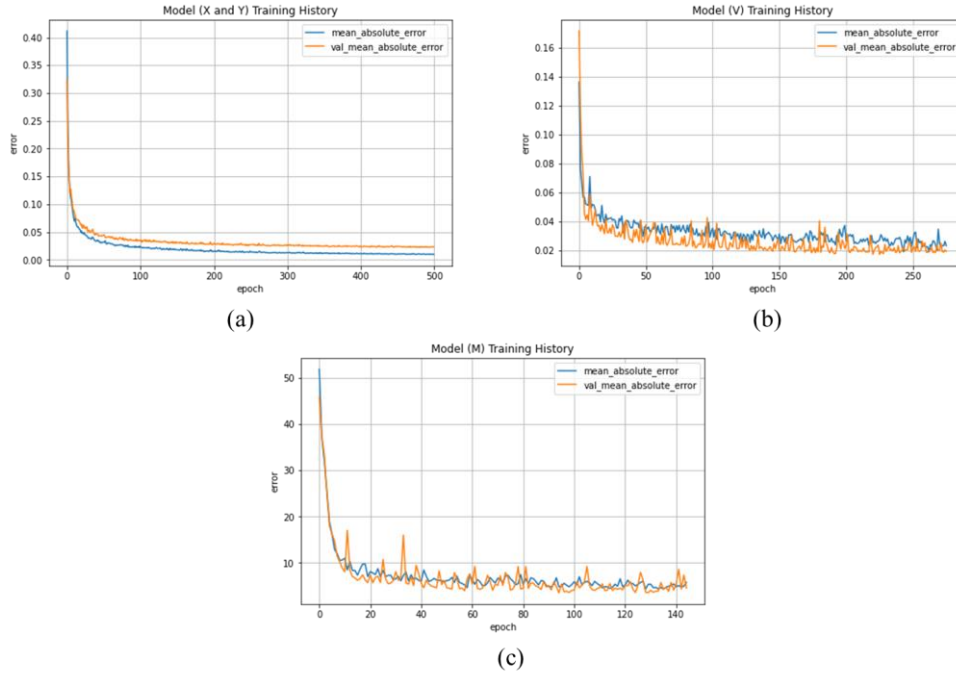 Model (X and Y) Training History
mean_absolute_error
val_mean_absolute_error
0.40
0.35
0.30
0.25
0.20
0.15
0.10
0.05
0.00
error
0 100 200 300 400 500
epoch
(a)
Model (V) Training History
mean_absolute_error
val_mean_absolute_error
0.16
0.14
0.12
0.10
0.08
0.06
0.04
0.02
error
0 50 100 150 200 250
epoch
(b)
Model (M) Training History
mean_absolute_error
val_mean_absolute_error
50
40
30
20
10
error
0 20 40 60 80 100 120 140
epoch
(c)